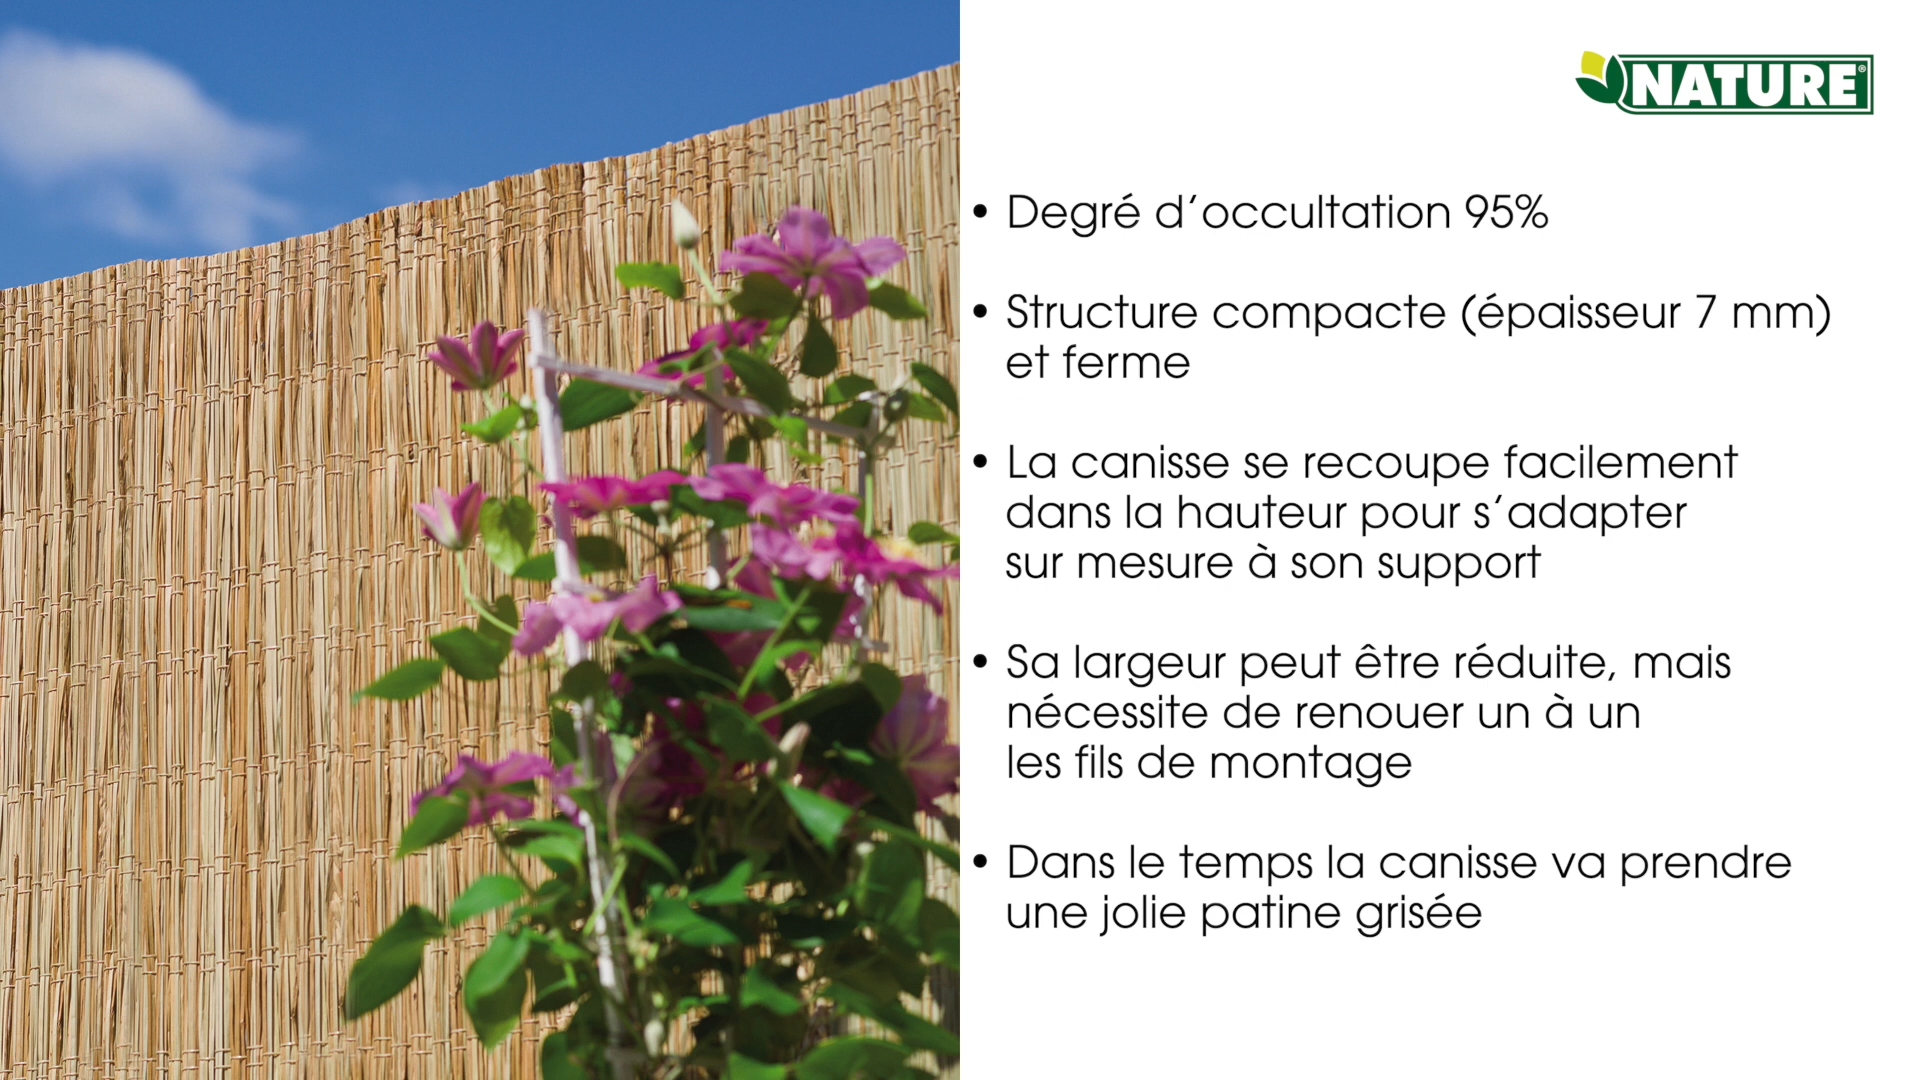 NATURE®
• Degré d’occultation 95%
• Structure compacte (épaisseur 7 mm)
et ferme
• La canisse se recoupe facilement
dans la hauteur pour s’adapter
sur mesure à son support
• Sa largeur peut être réduite, mais
nécessite de renouer un à un
les fils de montage
• Dans le temps la canisse va prendre
une jolie patine grisée